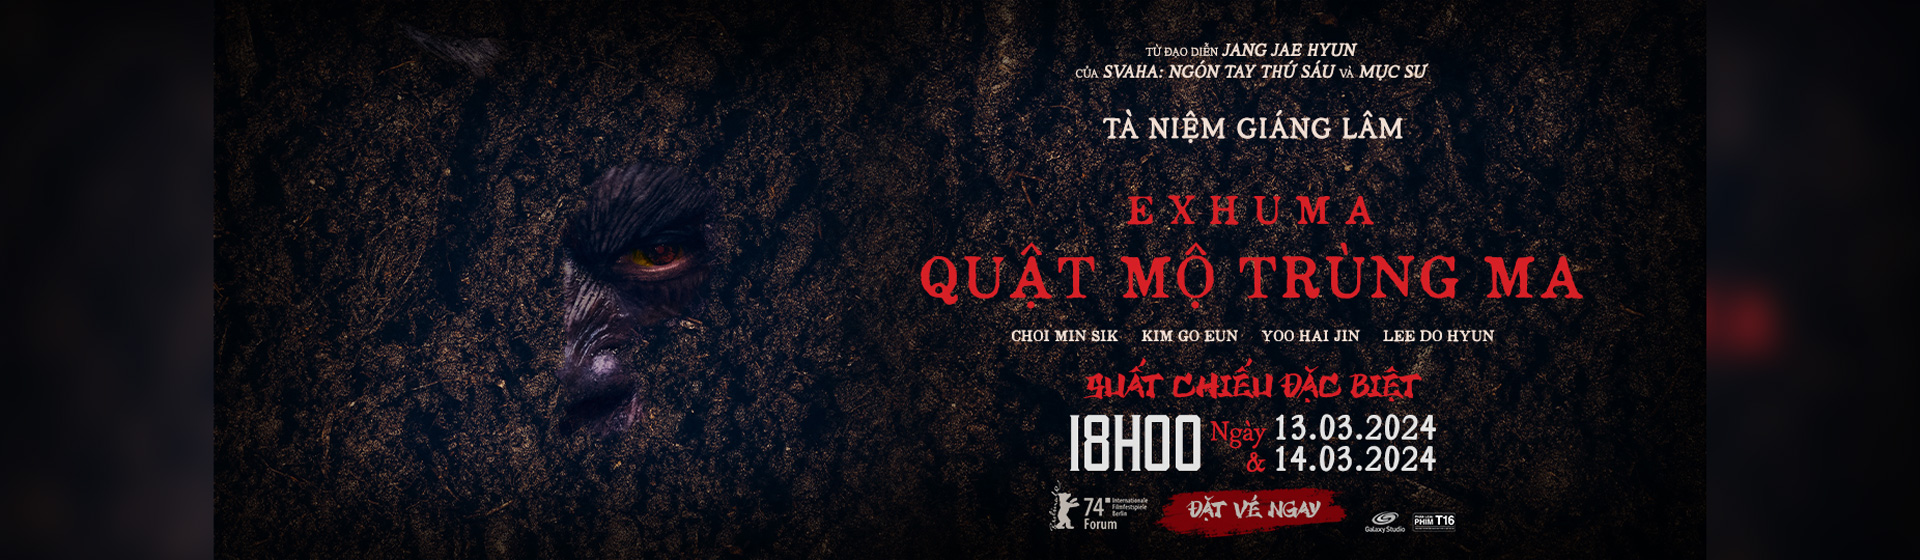 TỪ ĐẠO DIỄN JANG JAE HYUN
CỦA SVAHA: NGÓN TAY THỨ SÁU VÀ MỤC SƯ
TÀ NIỆM GIÁNG LÂM
EXHUMA
QUẬT MỘ TRÙNG MA
CHOI MIN SIK KIM GO EUN YOO HAI JIN LEE DO HYUN
SUẤT CHIẾU ĐẶC BIỆT
18H00 Ngày 13.03.2024
& 14.03.2024
74 Internationale
Filmfestspiele
Berlin
Forum
ĐẶT VÉ NGAY
Galaxy Studio
PHIM T16